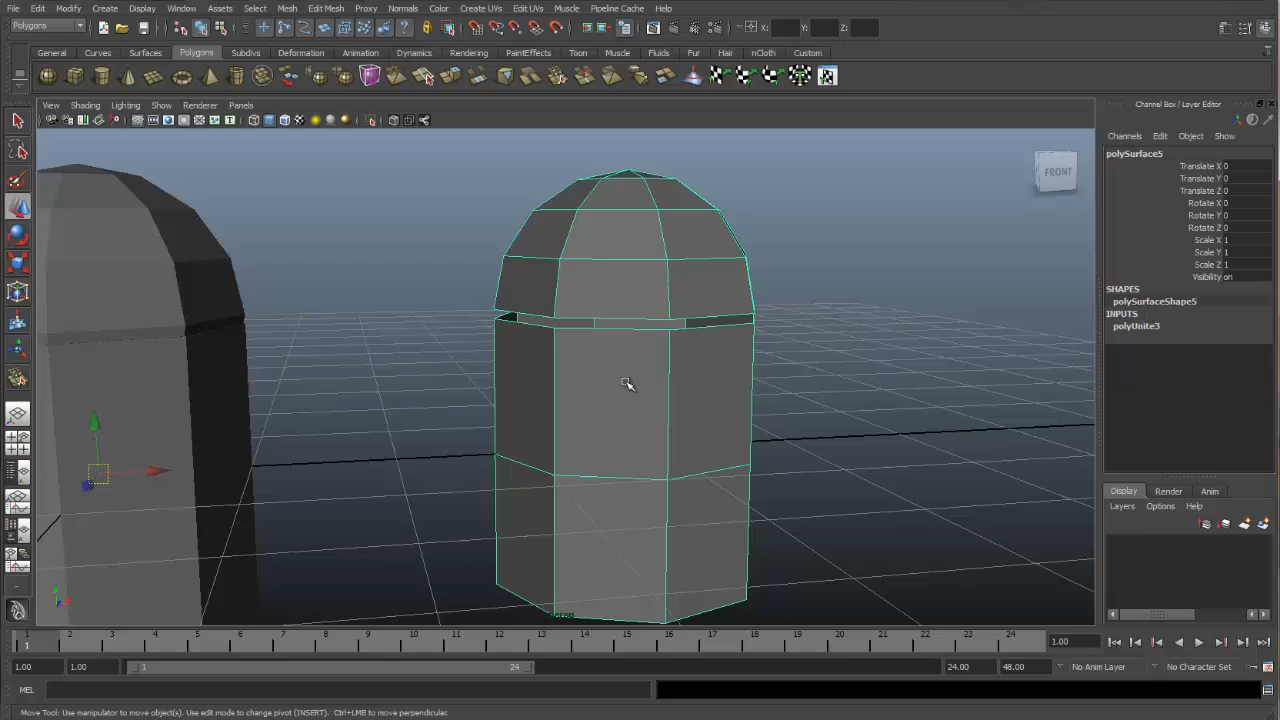 File Edit Modify Create Display Window Assets Select Mesh Edit Mesh Proxy Normals Color Create UVs Edit UVs Muscle Pipeline Cache Help
Polygons X: Y: Z:
General Curves Surfaces Polygons Subdivs Deformation Animation Dynamics Rendering PaintEffects Toon Muscle Fluids Fur Hair nCloth Custom
View Shading Lighting Show Renderer Panels
Channel Box / Layer Editor
Channels Edit Object Show
polySurface5
Translate X 0
Translate Y 0
Translate Z 0
Rotate X 0
Rotate Y 0
Rotate Z 0
Scale X 1
Scale Y 1
Scale Z 1
Visibility on
SHAPES
polySurfaceShape5
INPUTS
polyUnite3
FRONT
Display Render Anim
Layers Options Help
1 2 3 4 5 6 7 8 9 10 11 12 13 14 15 16 17 18 19 20 21 22 23 24
1 1.00
1.00 1.00 1 24 24.00 48.00 No Anim Layer No Character Set
MEL
Move Tool: Use manipulator to move object(s). Use edit mode to change pivot (INSERT). Ctrl+LMB to move perpendicular.